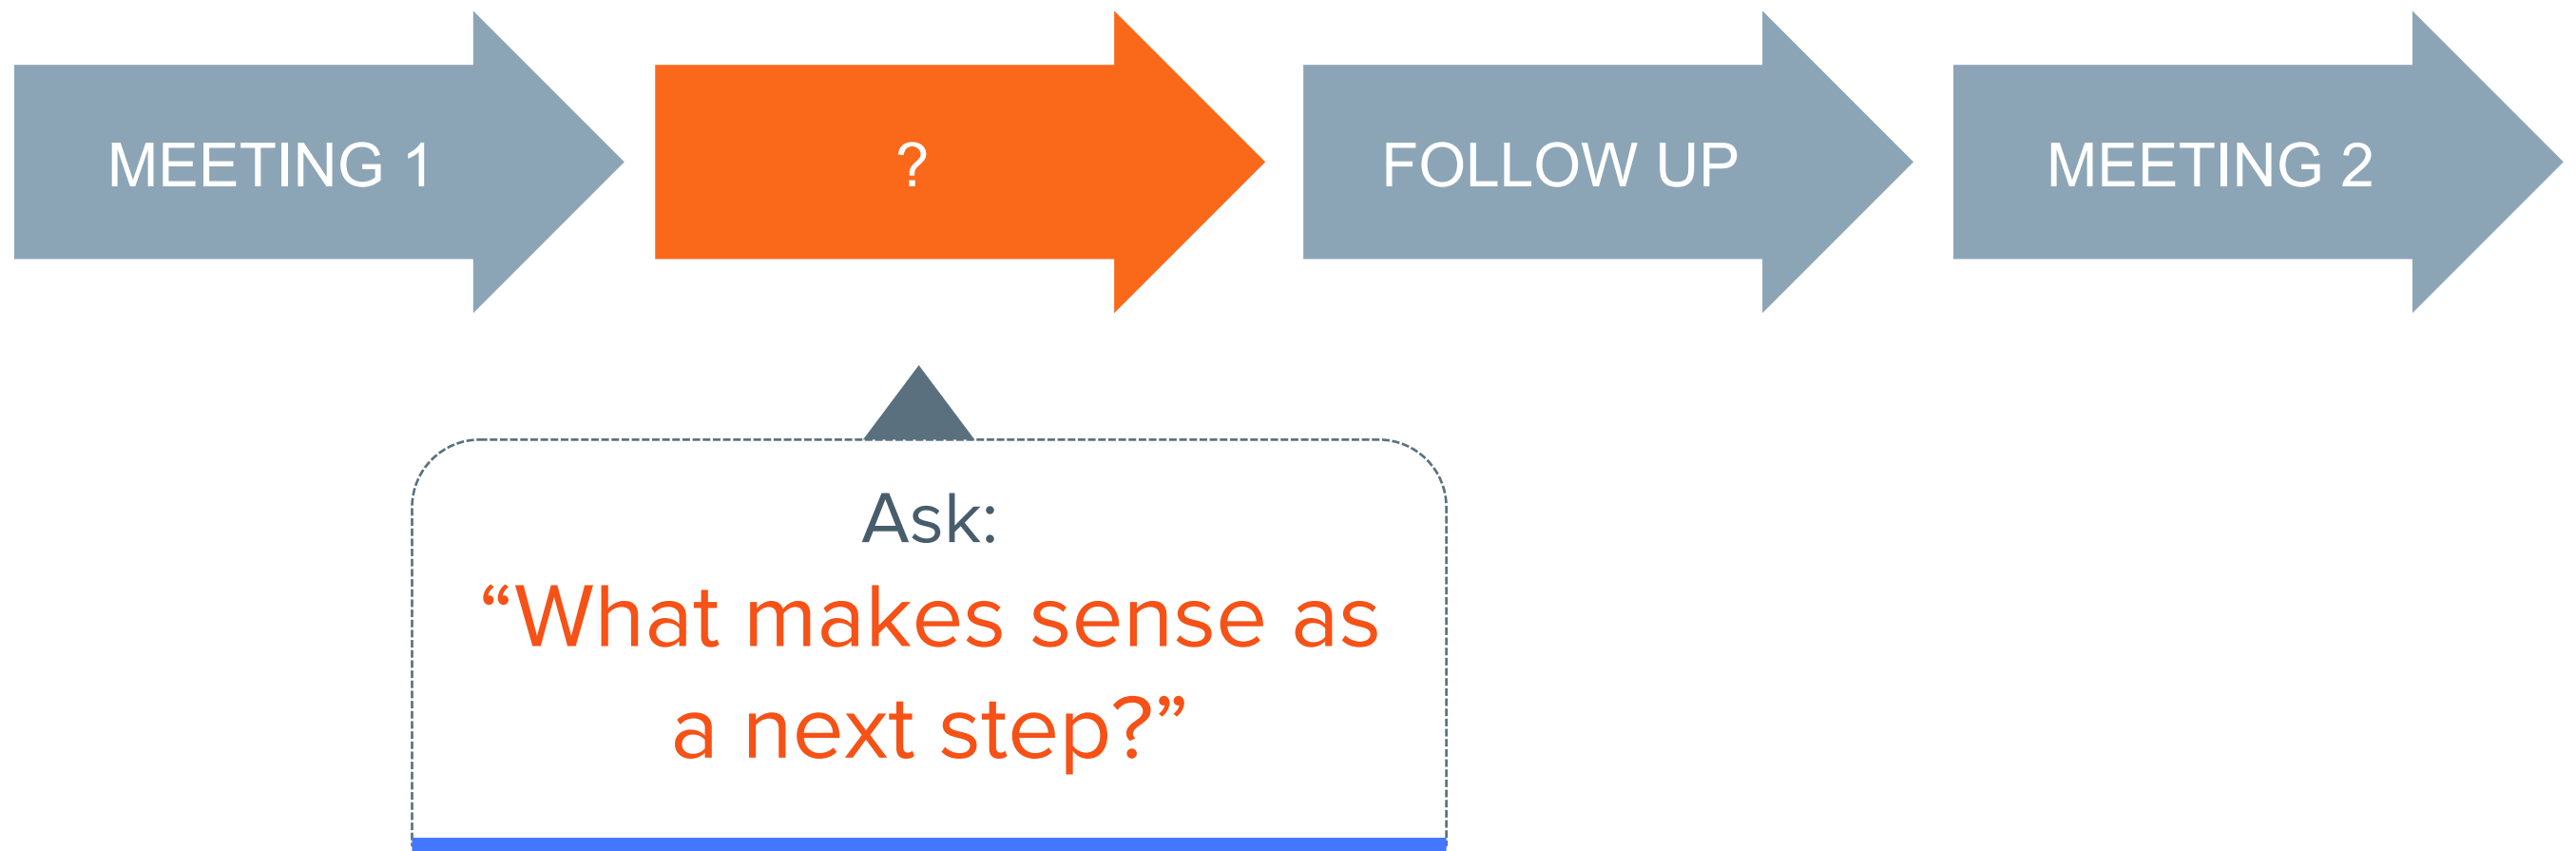 MEETING 1
?
FOLLOW UP
MEETING 2
Ask:
“What makes sense as
a next step?”